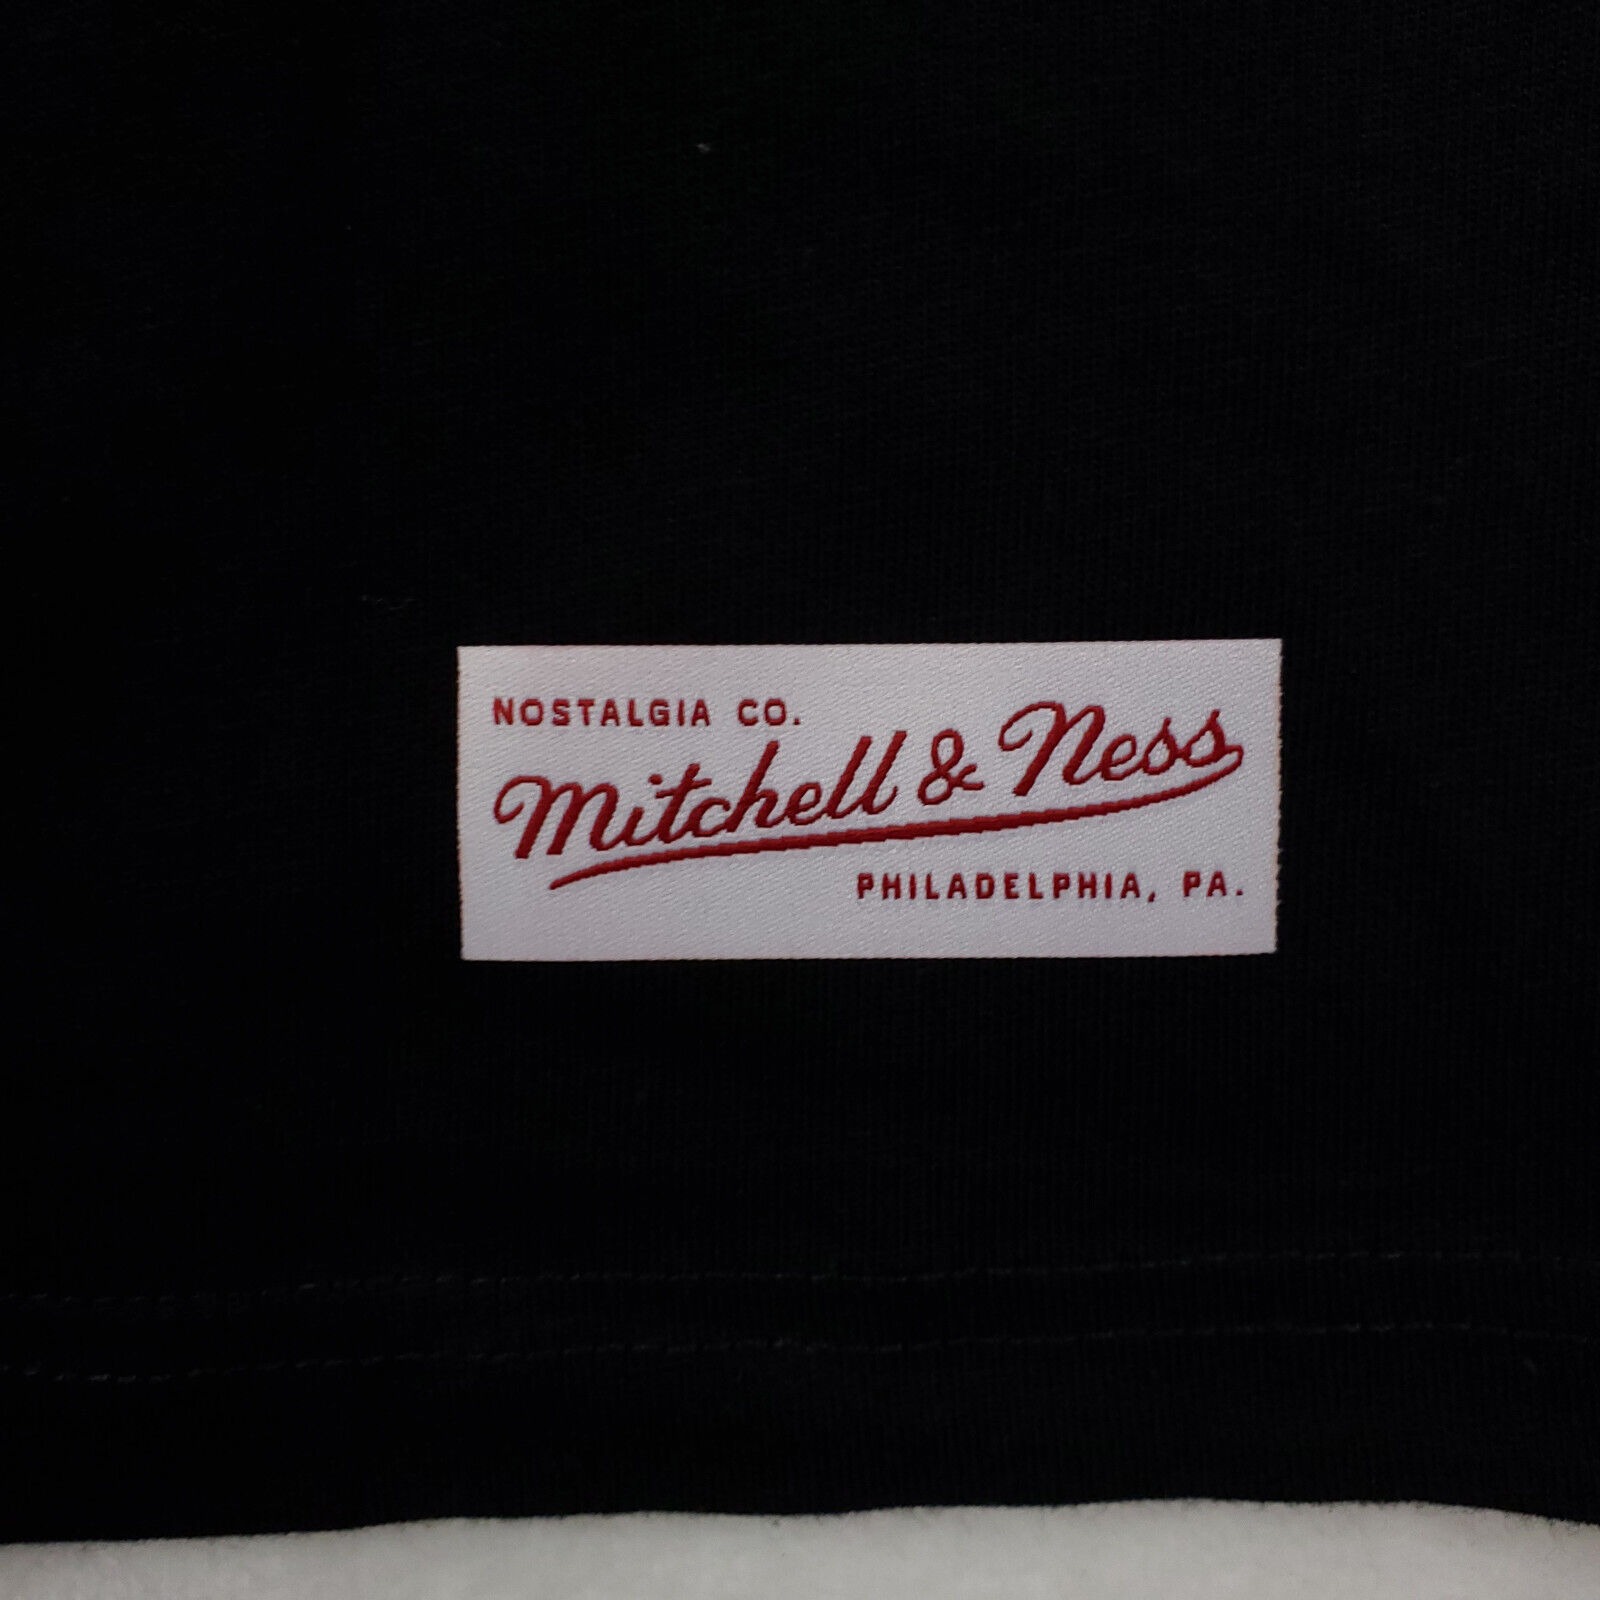 NOSTALGIA CO.
Mitchell & Ness
PHILADELPHIA, PA.